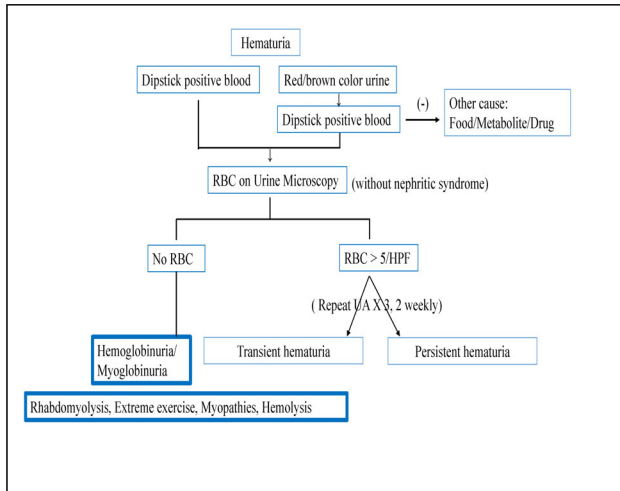 Hematuria
Dipstick positive blood
Red/brown color urine
Dipstick positive blood
(-)
Other cause:
Food/Metabolite/Drug
RBC on Urine Microscopy
(without nephritic syndrome)
No RBC
RBC > 5/HPF
( Repeat UA X 3, 2 weekly)
Hemoglobinuria/
Myoglobinuria
Transient hematuria
Persistent hematuria
Rhabdomyolysis, Extreme exercise, Myopathies, Hemolysis